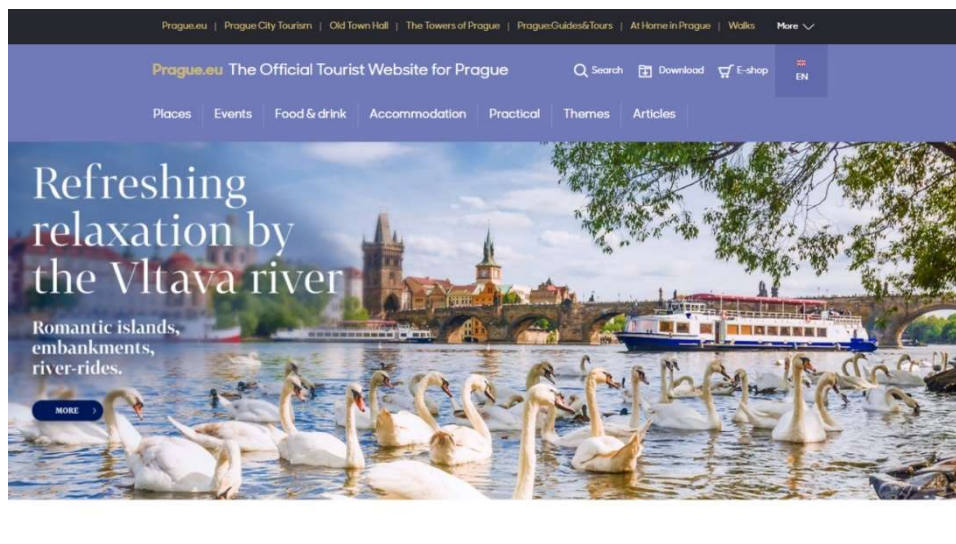 Prague.eu | Prague City Tourism | Old Town Hall | The Towers of Prague | Prague:Guides&Tours | At Home in Prague | Walks More
Prague.eu The Official Tourist Website for Prague Search Download E-shop EN
Places Events Food & drink Accommodation Practical Themes Articles
Refreshing
relaxation by
the Vltava river
Romantic islands,
embankments,
river-rides.
MORE